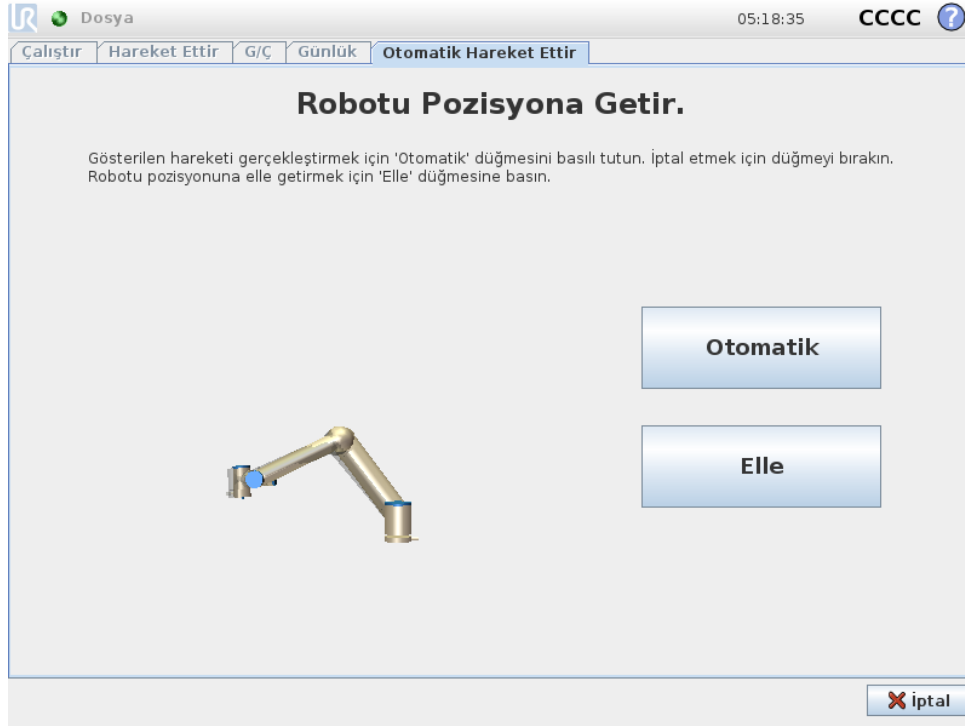 UR Dosya 05:18:35 CCCC ?
Çalıştır Hareket Ettir G/Ç Günlük Otomatik Hareket Ettir
Robotu Pozisyona Getir.
Gösterilen hareketi gerçekleştirmek için 'Otomatik' düğmesini basılı tutun. İptal etmek için düğmeyi bırakın.
Robotu pozisyonuna elle getirmek için 'Elle' düğmesine basın.
Otomatik
Elle
İptal